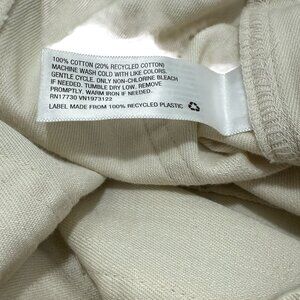 100% COTTON (20% RECYCLED COTTON)
MACHINE WASH COLD WITH LIKE COLORS.
GENTLE CYCLE. ONLY NON-CHLORINE BLEACH
IF NEEDED. TUMBLE DRY LOW. REMOVE
PROMPTLY. WARM IRON IF NEEDED.
RN17730 VN1973122
LABEL MADE FROM 100% RECYCLED PLASTIC